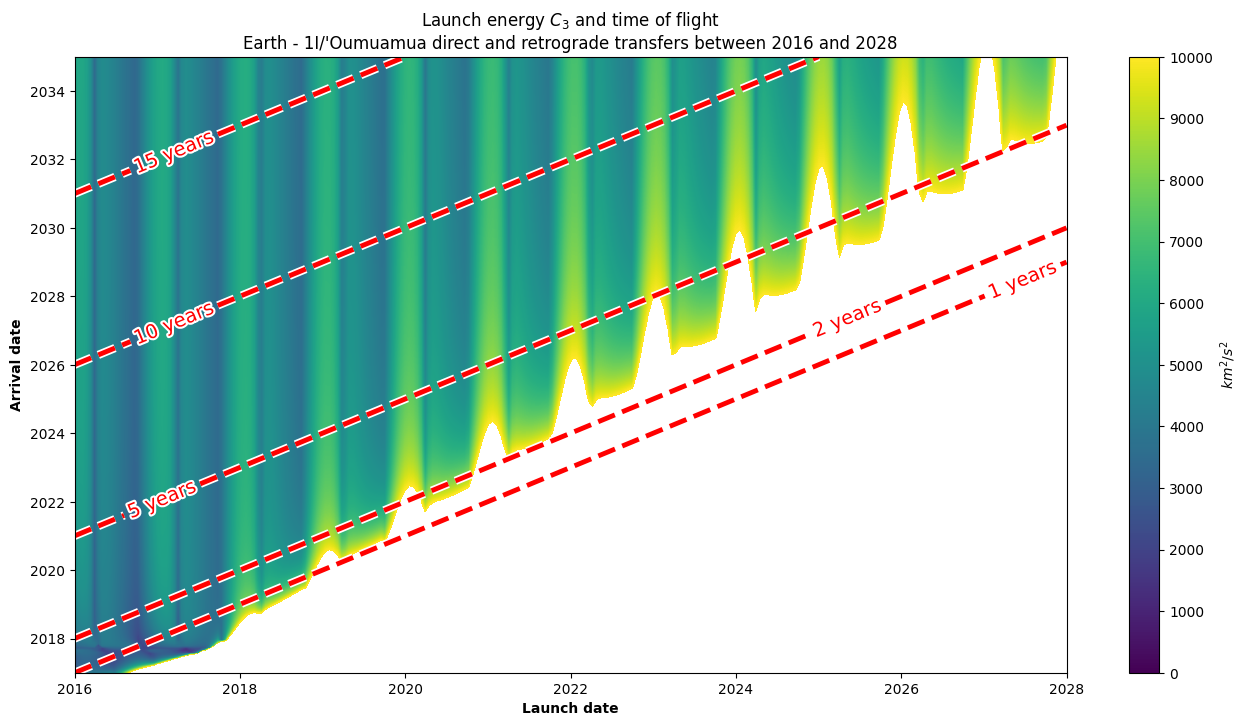 Launch energy C₃ and time of flight
Earth - 1I/'Oumuamua direct and retrograde transfers between 2016 and 2028
10000
9000
8000
7000
6000
5000
4000
3000
2000
1000
0
km²/s²
Arrival date
2034
2032
2030
2028
2026
2024
2022
2020
2018
15 years
10 years
5 years
2 years
1 years
2016
2018
2020
2022
2024
2026
2028
Launch date